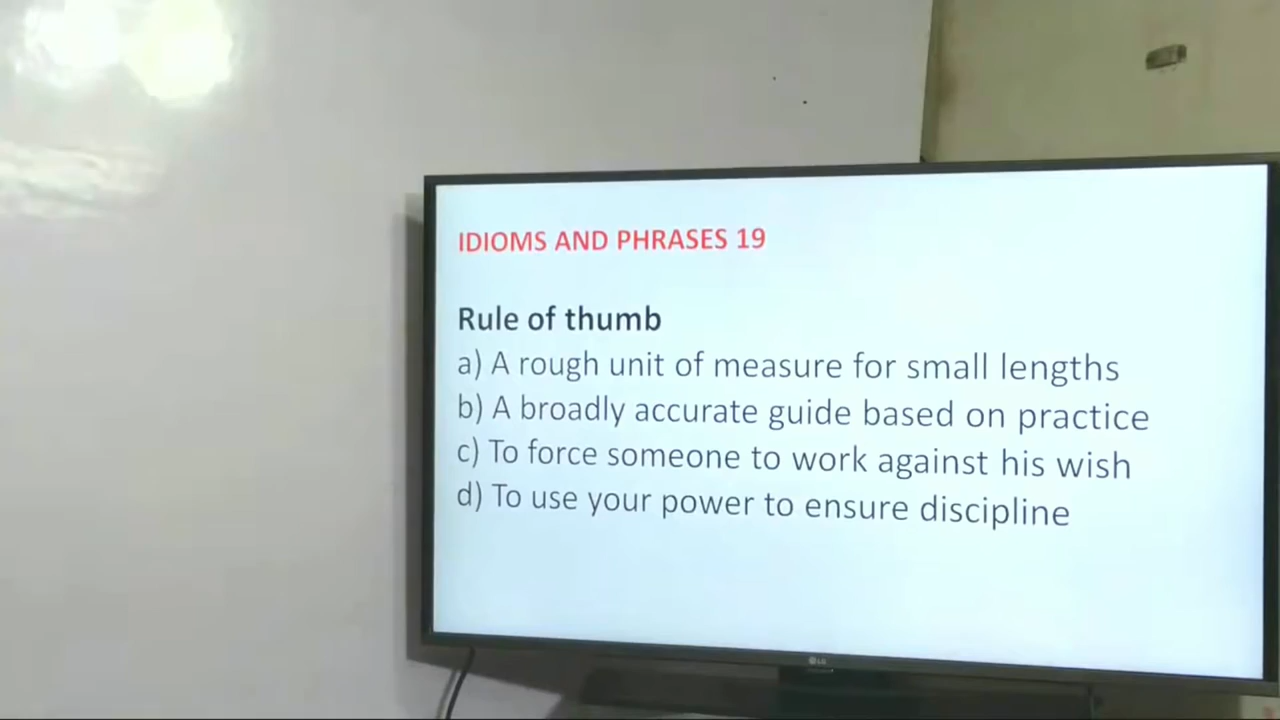 IDIOMS AND PHRASES 19
Rule of thumb
a) A rough unit of measure for small lengths
b) A broadly accurate guide based on practice
c) To force someone to work against his wish
d) To use your power to ensure discipline
LG